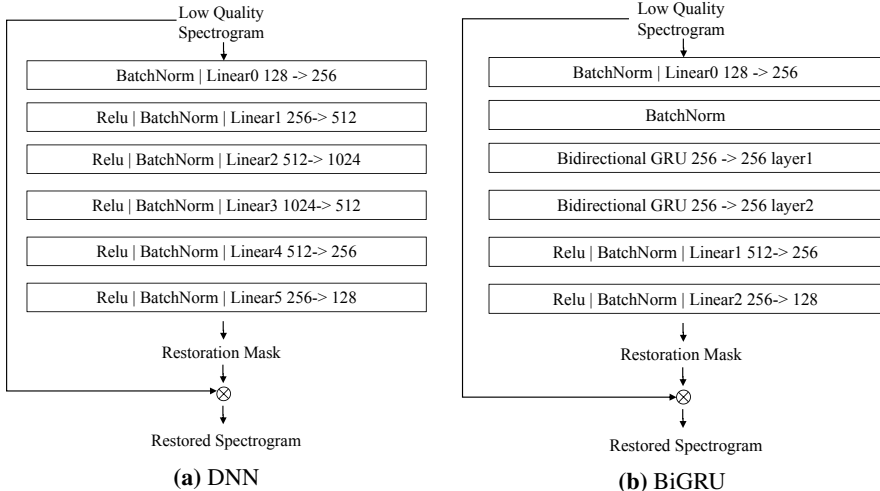 Low Quality
Spectrogram
BatchNorm | Linear0 128 -> 256
Relu | BatchNorm | Linear1 256-> 512
Relu | BatchNorm | Linear2 512-> 1024
Relu | BatchNorm | Linear3 1024-> 512
Relu | BatchNorm | Linear4 512-> 256
Relu | BatchNorm | Linear5 256-> 128
Restoration Mask
Restored Spectrogram
(a) DNN
Low Quality
Spectrogram
BatchNorm | Linear0 128 -> 256
BatchNorm
Bidirectional GRU 256 -> 256 layer1
Bidirectional GRU 256 -> 256 layer2
Relu | BatchNorm | Linear1 512-> 256
Relu | BatchNorm | Linear2 256-> 128
Restoration Mask
Restored Spectrogram
(b) BiGRU